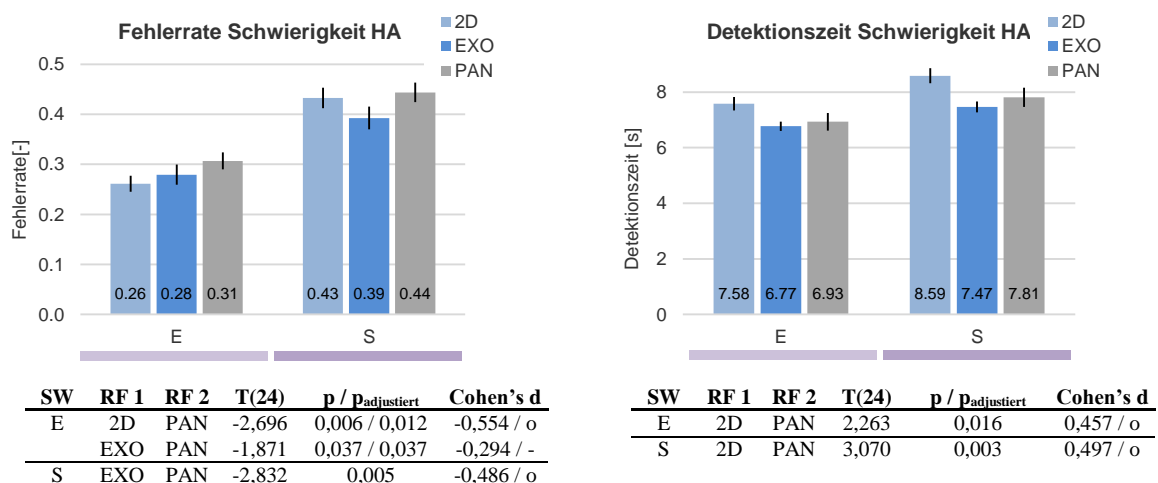 Fehlerrate Schwierigkeit HA
2D
EXO
PAN
Fehlerrate[-]
0.5
0.4
0.3
0.2
0.1
0.0
0.26 0.28 0.31 0.43 0.39 0.44
E S
SW RF 1 RF 2 T(24) p / padjustiert Cohen's d
E 2D PAN -2,696 0,006 / 0,012 -0,554 / o
EXO PAN -1,871 0,037 / 0,037 -0,294 / -
S EXO PAN -2,832 0,005 -0,486 / o
Detektionszeit Schwierigkeit HA
2D
EXO
PAN
Detektionszeit [s]
8
6
4
2
0
7.58 6.77 6.93 8.59 7.47 7.81
E S
SW RF 1 RF 2 T(24) p / padjustiert Cohen's d
E 2D PAN 2,263 0,016 0,457 / o
S 2D PAN 3,070 0,003 0,497 / o